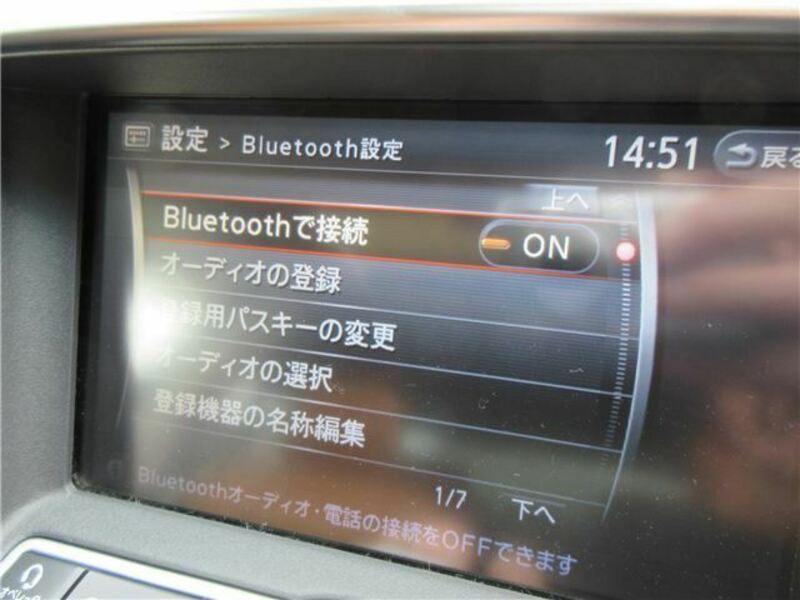 設定 > Bluetooth設定
14:51
戻る
上へ
Bluetoothで接続
ON
オーディオの登録
登録用パスキーの変更
オーディオの選択
登録機器の名称編集
1/7
下へ
Bluetoothオーディオ・電話の接続をOFFできます